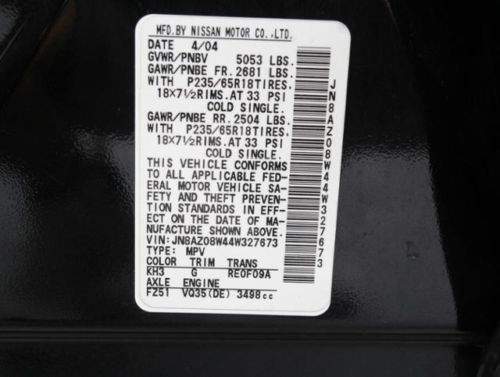 MFD.BY NISSAN MOTOR CO.,LTD.
DATE 4/04
GVWR/PNBV 5053 LBS.
GAWR/PNBE FR.2681 LBS.
WITH P235/65R18TIRES.
18X7½RIMS.AT 33 PSI
COLD SINGLE.
GAWR/PNBE RR.2504 LBS.
WITH P235/65R18TIRES.
18X7½RIMS.AT 33 PSI
COLD SINGLE.
THIS VEHICLE CONFORMS
TO ALL APPLICABLE FED-
ERAL MOTOR VEHICLE SA-
FETY AND THEFT PREVEN-
TION STANDARDS IN EFF-
ECT ON THE DATE OF MA-
NUFACTURE SHOWN ABOVE.
VIN:JN8AZ08W44W327673
TYPE: MPV
COLOR TRIM TRANS
KH3 G RE0F09A
AXLE ENGINE
FZ51 VQ35(DE) 3498cc
JN8AZ08W44W327673